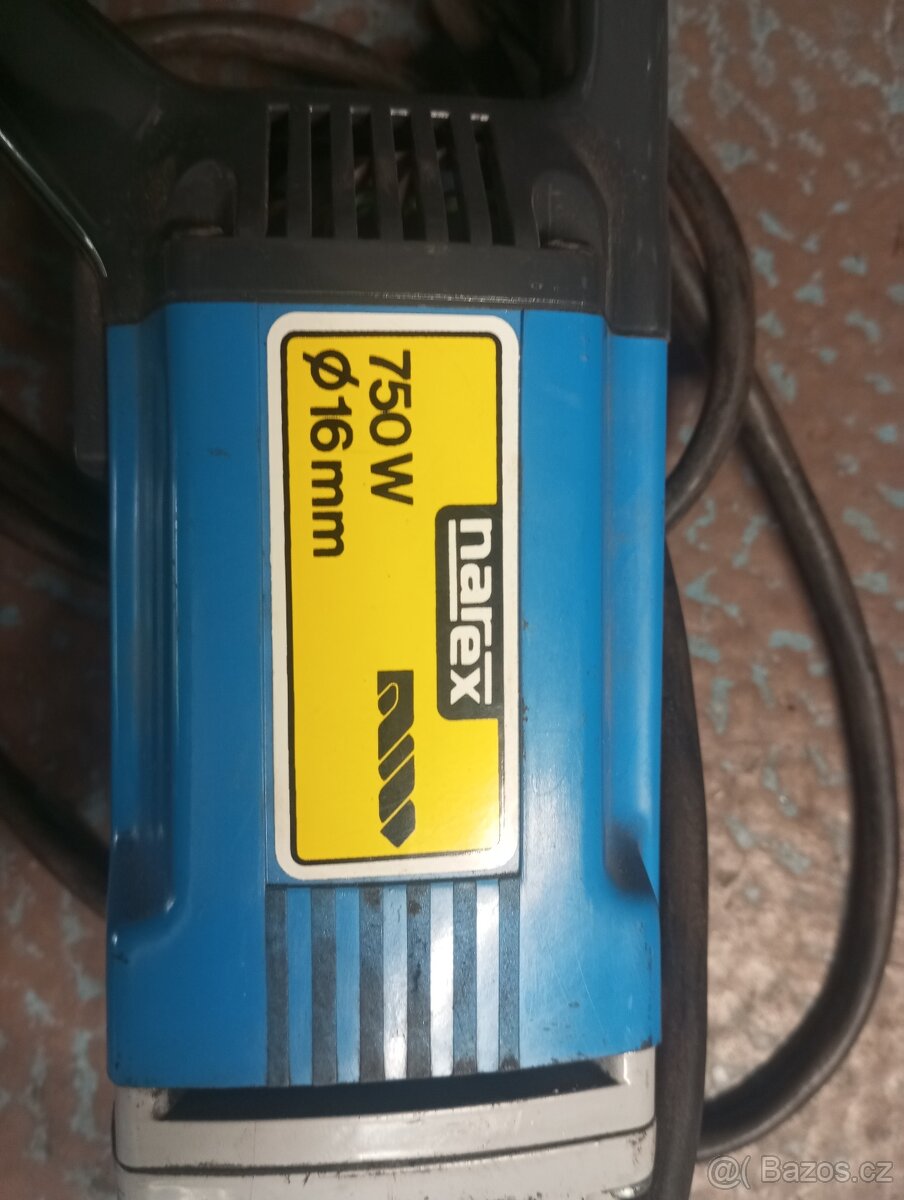 narex
750 W
Ø 16 mm
@( Bazos.cz